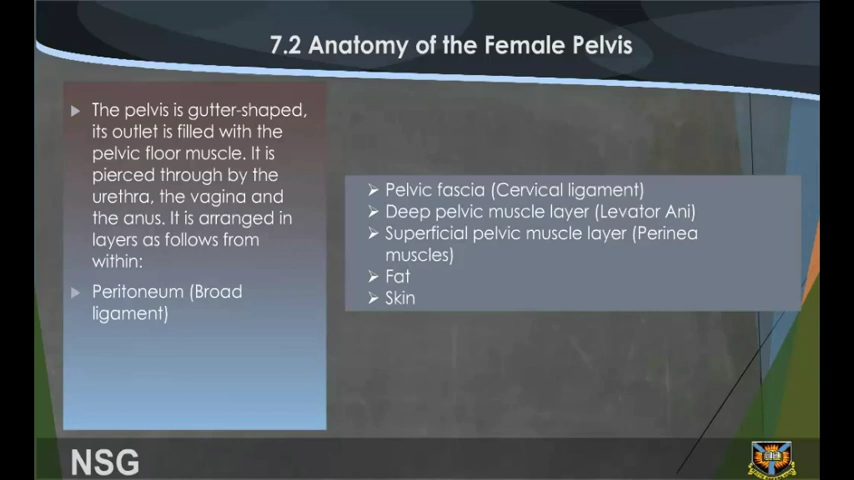 7.2 Anatomy of the Female Pelvis
The pelvis is gutter-shaped,
its outlet is filled with the
pelvic floor muscle. It is
pierced through by the
urethra, the vagina and
the anus. It is arranged in
layers as follows from
within:
Peritoneum (Broad
ligament)
Pelvic fascia (Cervical ligament)
Deep pelvic muscle layer (Levator Ani)
Superficial pelvic muscle layer (Perinea
muscles)
Fat
Skin
NSG